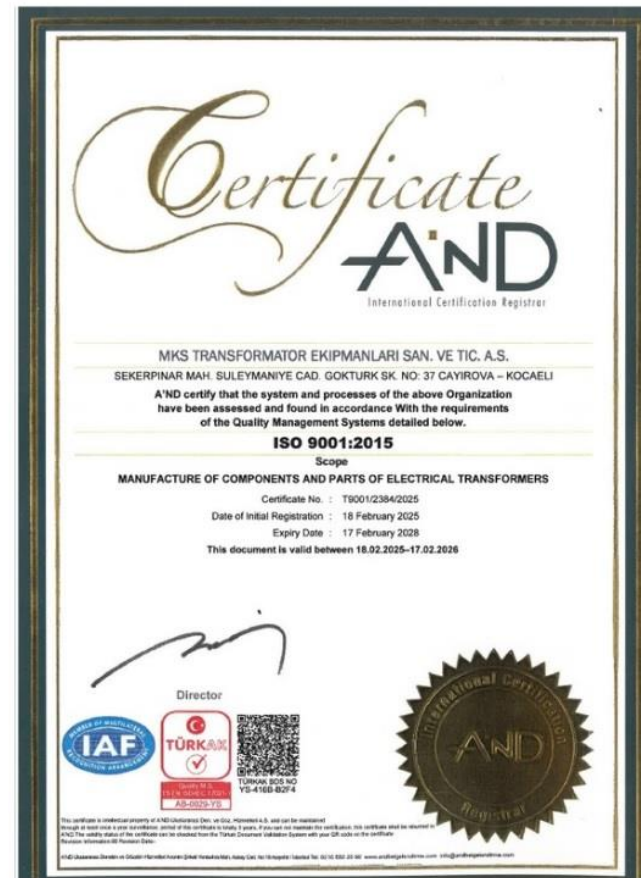 Certificate
A'ND
International Certification Registrar
MKS TRANSFORMATOR EKIPMANLARI SAN. VE TIC. A.S.
SEKERPINAR MAH. SULEYMANIYE CAD. GOKTURK SK. NO: 37 CAYIROVA – KOCAELI
A'ND certify that the system and processes of the above Organization
have been assessed and found in accordance With the requirements
of the Quality Management Systems detailed below.
ISO 9001:2015
Scope
MANUFACTURE OF COMPONENTS AND PARTS OF ELECTRICAL TRANSFORMERS
Certificate No. : T9001/2384/2025
Date of Initial Registration : 18 February 2025
Expiry Date : 17 February 2028
This document is valid between 18.02.2025–17.02.2026
Director
MEMBER OF MULTILATERAL
IAF
RECOGNITION ARRANGEMENT
TÜRKAK
AB-0029-YS
TÜRKAK BDS NO
YS-416B-B2F4
International Certification
A'ND
Registrar